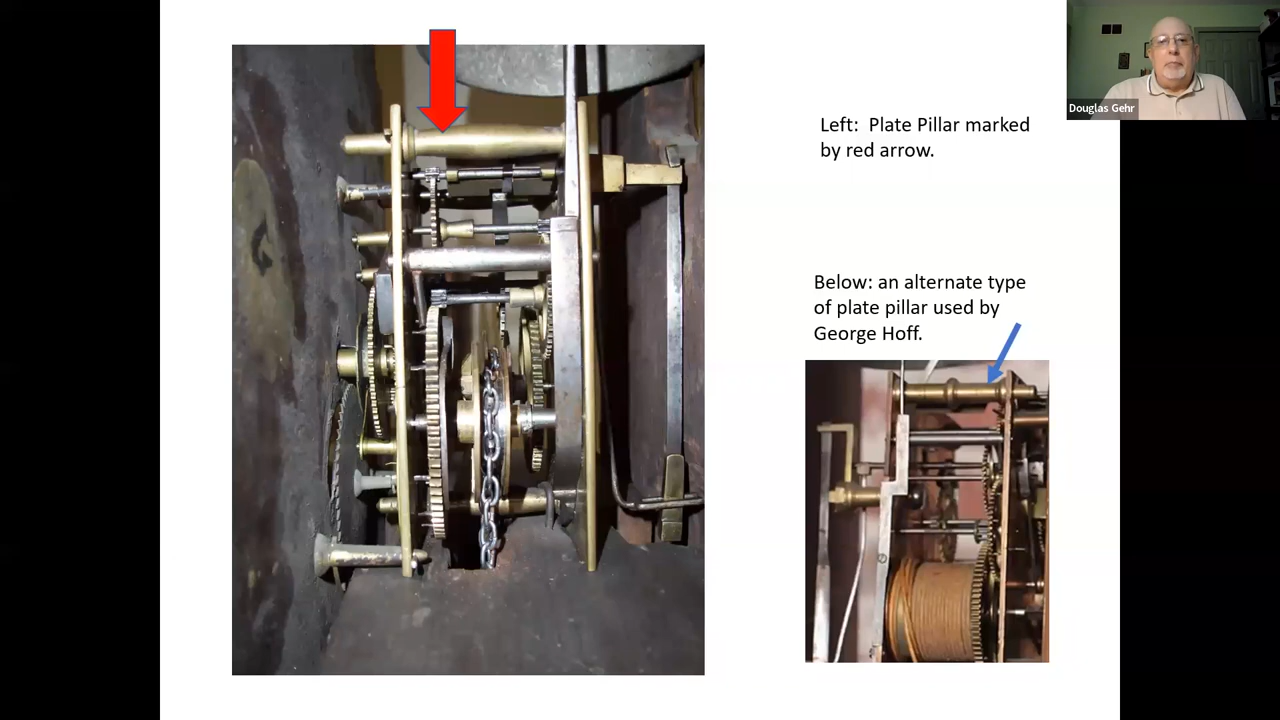 Douglas Gehr
Left:  Plate Pillar marked
by red arrow.
Below: an alternate type
of plate pillar used by
George Hoff.